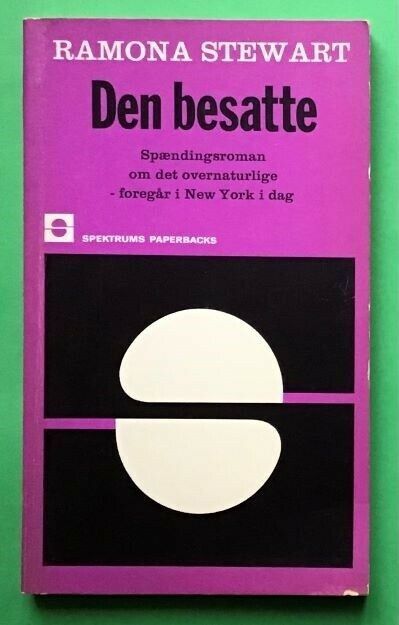 RAMONA STEWART
Den besatte
Spændingsroman
om det overnaturlige
- foregår i New York i dag
SPEKTRUMS PAPERBACKS